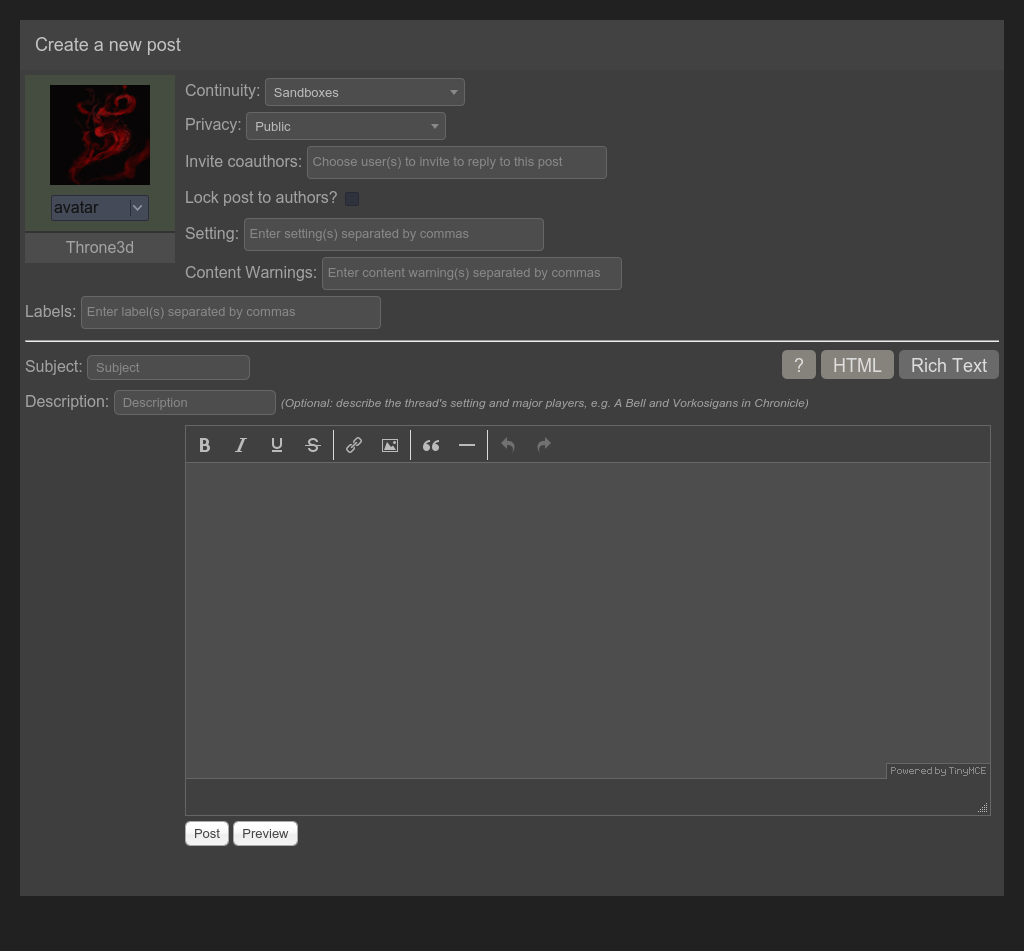 Create a new post
Continuity: Sandboxes
Privacy: Public
Invite coauthors: Choose user(s) to invite to reply to this post
avatar
Lock post to authors?
Setting: Enter setting(s) separated by commas
Throne3d
Content Warnings: Enter content warning(s) separated by commas
Labels: Enter label(s) separated by commas
Subject: Subject
? HTML Rich Text
Description: Description (Optional: describe the thread's setting and major players, e.g. A Bell and Vorkosigans in Chronicle)
B I U S
Powered by TinyMCE
Post Preview